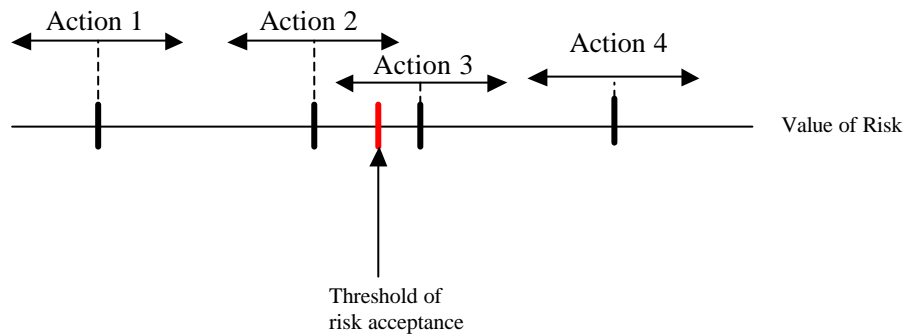 Action 1
Action 2
Action 3
Action 4
Value of Risk
Threshold of
risk acceptance